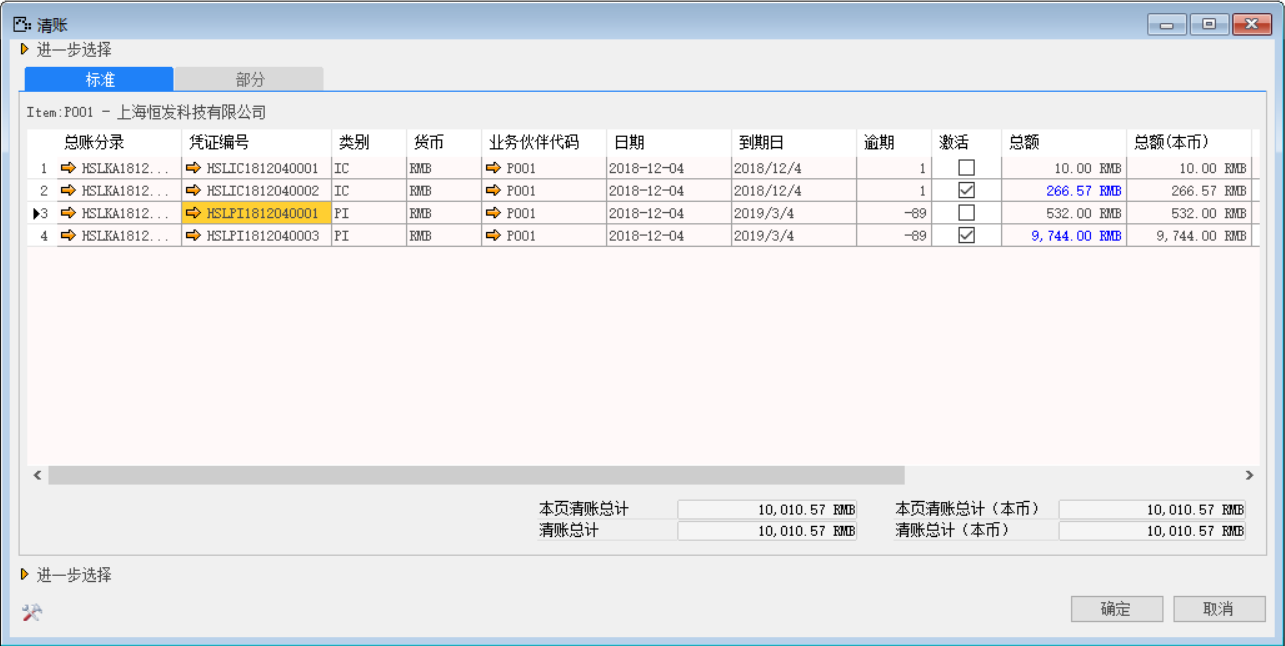 清账
进一步选择
标准 部分
Item:P001 - 上海恒发科技有限公司
总账分录 凭证编号 类别 货币 业务伙伴代码 日期 到期日 逾期 激活 总额 总额(本币)
1 HSLKA1812... HSLIC1812040001 IC RMB P001 2018-12-04 2018/12/4 1 10.00 RMB 10.00 RMB
2 HSLKA1812... HSLIC1812040002 IC RMB P001 2018-12-04 2018/12/4 1 266.57 RMB 266.57 RMB
3 HSLKA1812... HSLPI1812040001 PI RMB P001 2018-12-04 2019/3/4 -89 532.00 RMB 532.00 RMB
4 HSLKA1812... HSLPI1812040003 PI RMB P001 2018-12-04 2019/3/4 -89 9,744.00 RMB 9,744.00 RMB
本页清账总计 10,010.57 RMB 本页清账总计（本币） 10,010.57 RMB
清账总计 10,010.57 RMB 清账总计（本币） 10,010.57 RMB
进一步选择
确定 取消